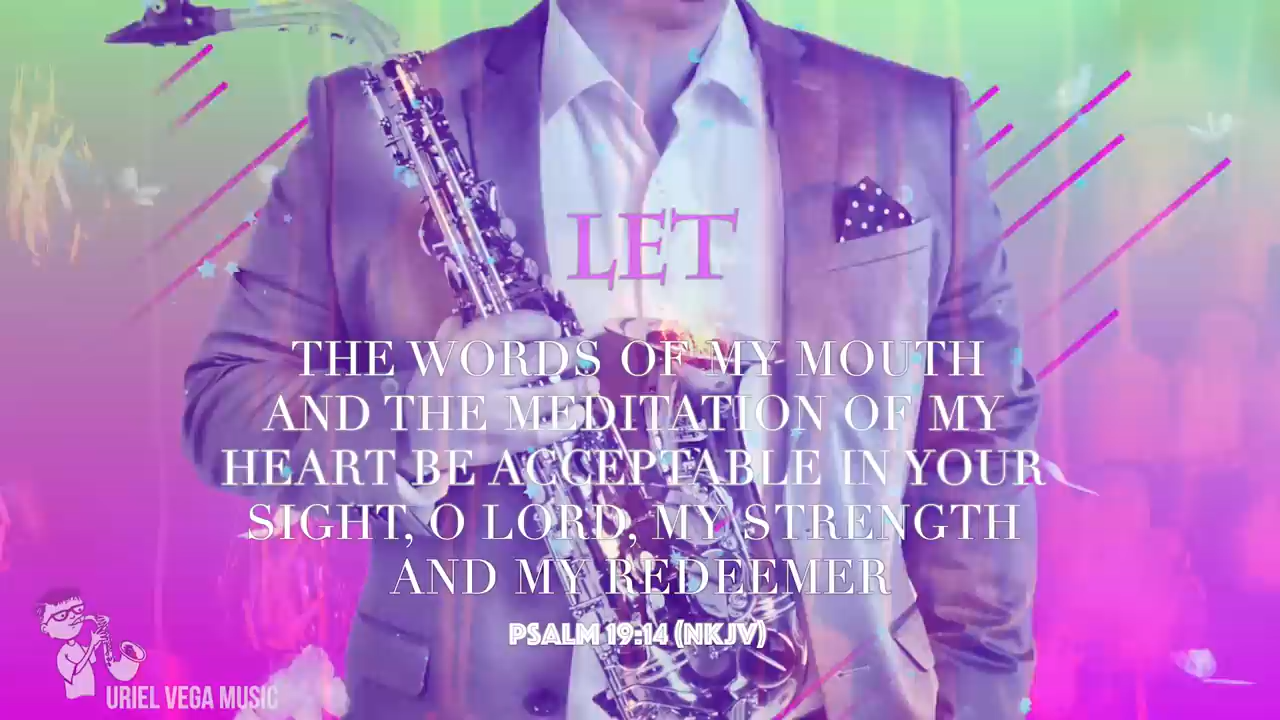 LET
THE WORDS OF MY MOUTH
AND THE MEDITATION OF MY
HEART BE ACCEPTABLE IN YOUR
SIGHT, O LORD, MY STRENGTH
AND MY REDEEMER
PSALM 19:14 (NKJV)
URIEL VEGA MUSIC